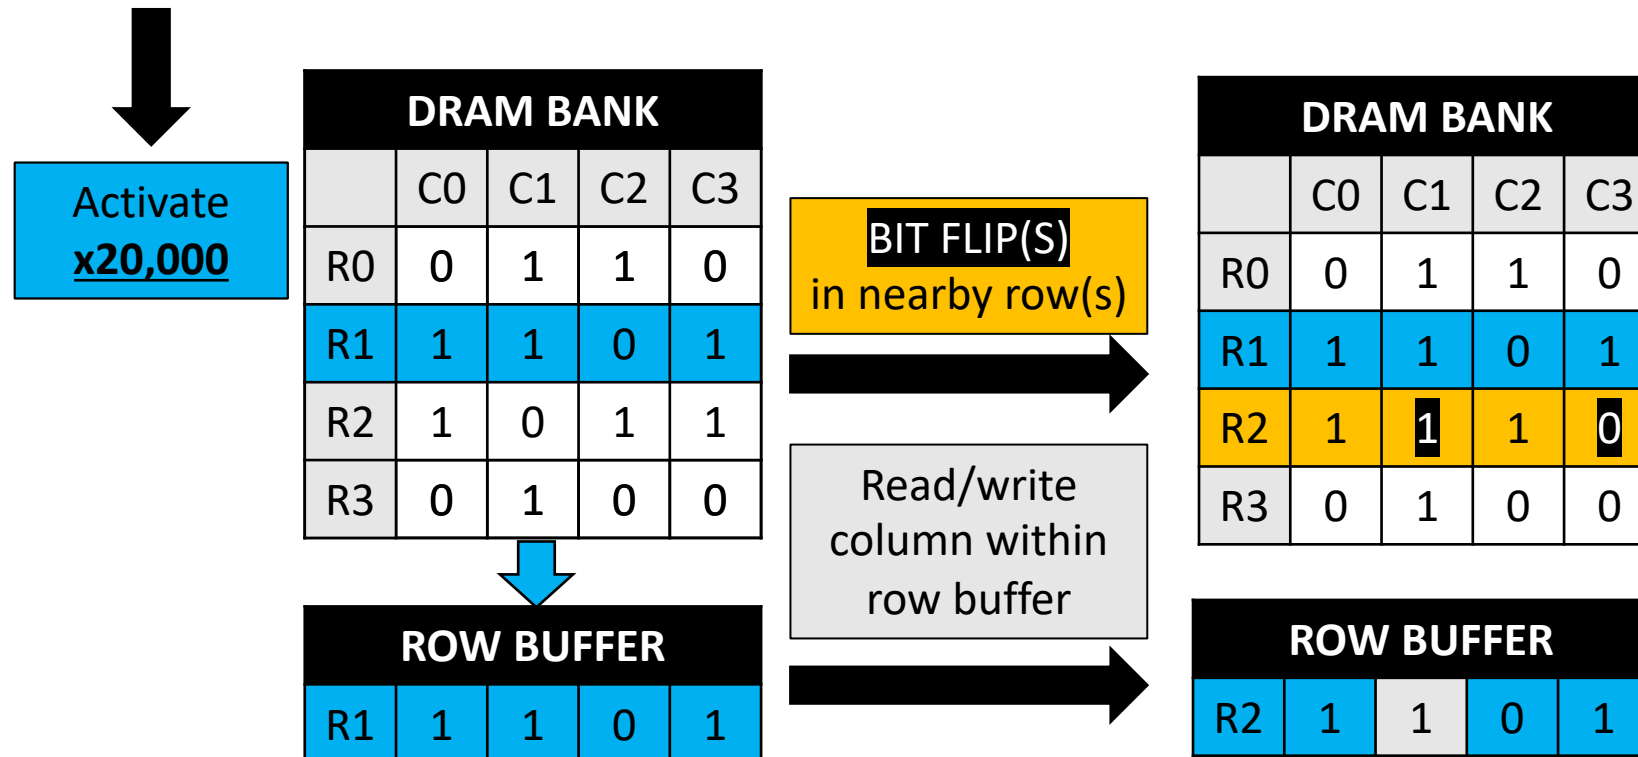 Activate
x20,000
DRAM BANK
C0 C1 C2 C3
R0 0 1 1 0
R1 1 1 0 1
R2 1 0 1 1
R3 0 1 0 0
ROW BUFFER
R1 1 1 0 1
BIT FLIP(S)
in nearby row(s)
Read/write
column within
row buffer
DRAM BANK
C0 C1 C2 C3
R0 0 1 1 0
R1 1 1 0 1
R2 1 1 1 0
R3 0 1 0 0
ROW BUFFER
R2 1 1 0 1